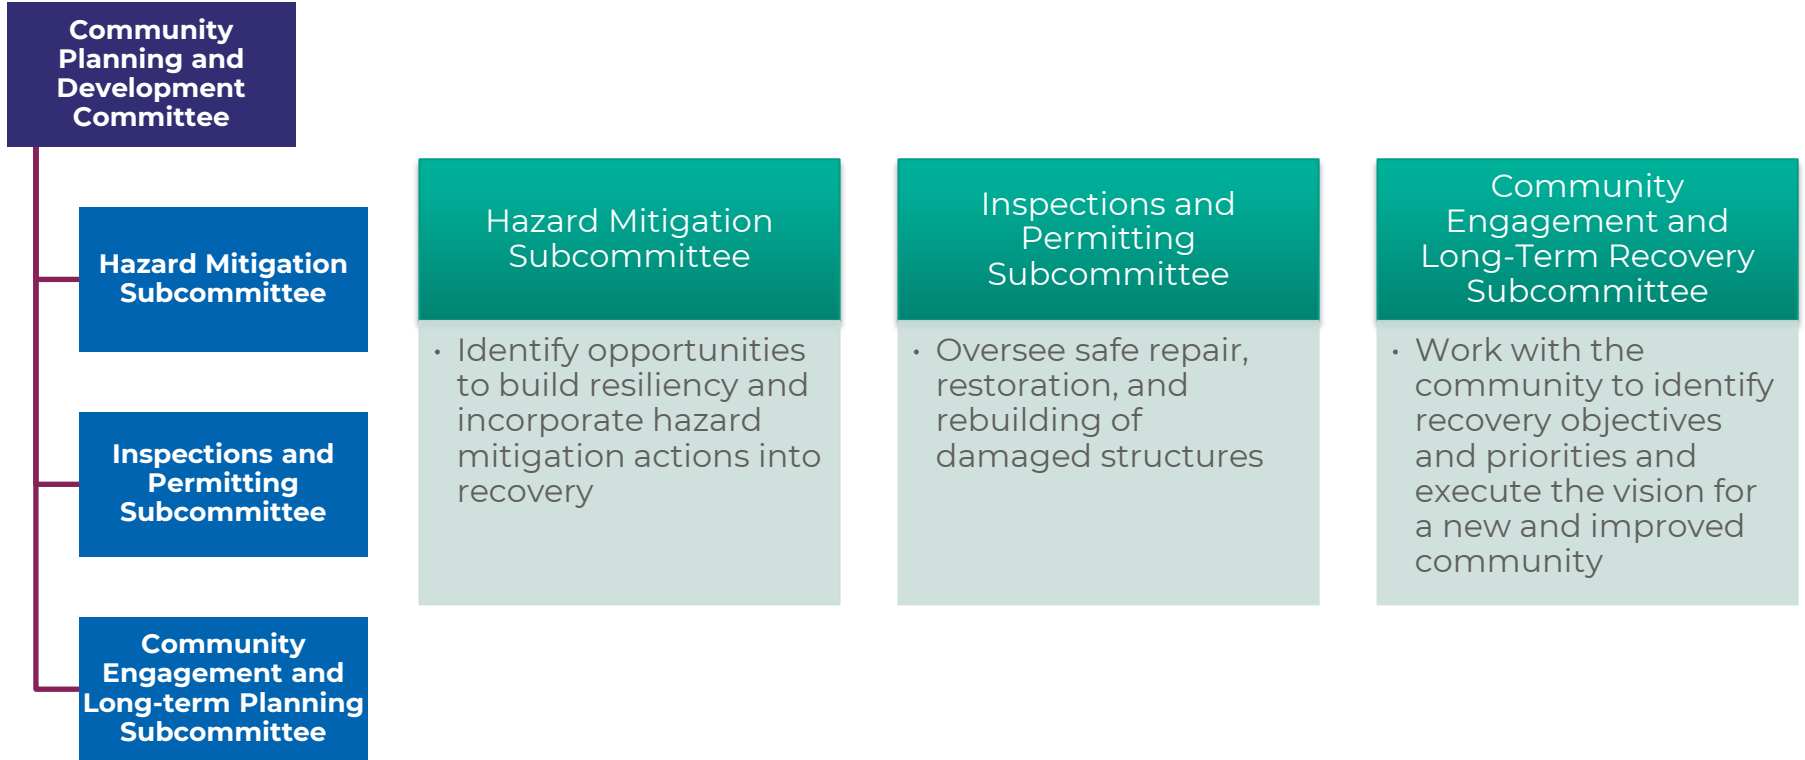 Community
Planning and
Development
Committee
Hazard Mitigation
Subcommittee
Inspections and
Permitting
Subcommittee
Community
Engagement and
Long-term Planning
Subcommittee
Hazard Mitigation
Subcommittee
• Identify opportunities
to build resiliency and
incorporate hazard
mitigation actions into
recovery
Inspections and
Permitting
Subcommittee
• Oversee safe repair,
restoration, and
rebuilding of
damaged structures
Community
Engagement and
Long-Term Recovery
Subcommittee
• Work with the
community to identify
recovery objectives
and priorities and
execute the vision for
a new and improved
community